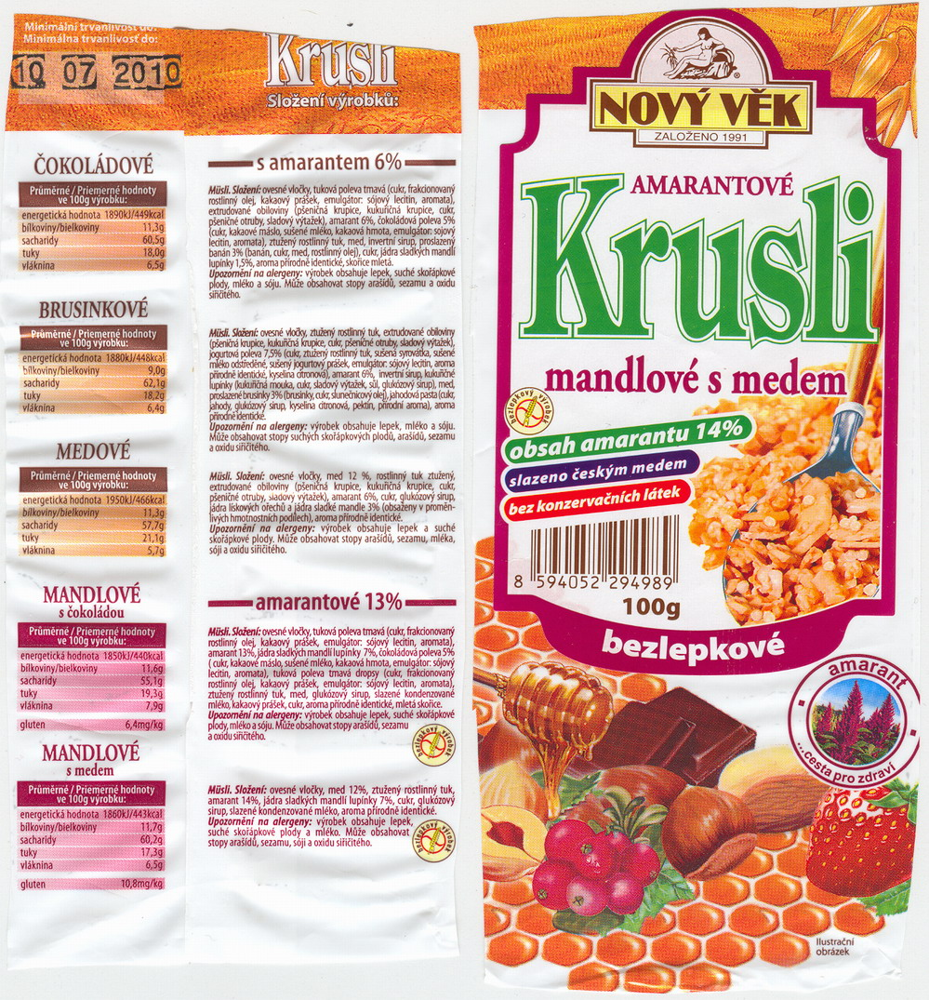 Minimální trvanlivost do:
Minimálna trvanlivosť do:
10 07 2010
Krusli
Složení výrobků:
ČOKOLÁDOVÉ
Průměrné / Priemerné hodnoty
ve 100g výrobku:
energetická hodnota 1890kJ/449kcal
bílkoviny/bielkoviny 11,3g
sacharidy 60,5g
tuky 18,0g
vláknina 6,5g
BRUSINKOVÉ
Průměrné / Priemerné hodnoty
ve 100g výrobku:
energetická hodnota 1880kJ/448kcal
bílkoviny/bielkoviny 9,0g
sacharidy 62,1g
tuky 18,2g
vláknina 6,4g
MEDOVÉ
Průměrné / Priemerné hodnoty
ve 100g výrobku:
energetická hodnota 1950kJ/466kcal
bílkoviny/bielkoviny 11,3g
sacharidy 57,7g
tuky 21,1g
vláknina 5,7g
MANDLOVÉ
s čokoládou
Průměrné / Priemerné hodnoty
ve 100g výrobku:
energetická hodnota 1850kJ/440kcal
bílkoviny/bielkoviny 11,6g
sacharidy 55,1g
tuky 19,3g
vláknina 7,9g
gluten 6,4mg/kg
MANDLOVÉ
s medem
Průměrné / Priemerné hodnoty
ve 100g výrobku:
energetická hodnota 1860kJ/443kcal
bílkoviny/bielkoviny 11,7g
sacharidy 60,2g
tuky 17,3g
vláknina 6,5g
gluten 10,8mg/kg
s amarantem 6%
Müsli. Složení: ovesné vločky, tuková poleva tmavá (cukr, frakcionovaný
rostlinný olej, kakaový prášek, emulgátor: sójový lecitin, aromata),
extrudované obiloviny (pšeničná krupice, kukuřičná krupice, cukr,
pšeničné otruby, sladový výtažek), amarant 6%, čokoládová poleva 5%
(cukr, kakaové máslo, sušené mléko, kakaová hmota, emulgátor: sójový
lecitin, aromata), ztužený rostlinný tuk, med, invertní sirup, proslazený
banán 3% (banán, cukr, med, rostlinný olej), cukr, jádra sladkých mandlí
lupínky 1,5%, aroma přírodně identické, skořice mletá.
Upozornění na alergeny: výrobek obsahuje lepek, suché skořápkové
plody, mléko a sóju. Může obsahovat stopy arašídů, sezamu a oxidu
siřičitého.
Müsli. Složení: ovesné vločky, ztužený rostlinný tuk, extrudované obiloviny
(pšeničná krupice, kukuřičná krupice, cukr, pšeničné otruby, sladový výtažek),
jogurtová poleva 7,5% (cukr, ztužený rostlinný tuk, sušená syrovátka, sušené
mléko odstředěné, sušený jogurtový prášek, emulgátor: sójový lecitin, aroma
přírodně identické, kyselina citronová), amarant 6%, invertní sirup, kukuřičné
lupínky (kukuřičná mouka, cukr, sladový výtažek, sůl, glukózový sirup), med,
proslazené brusinky 3% (brusinky, cukr, slunečnicový olej), jahodová pasta (cukr,
jahody, glukózový sirup, kyselina citronová, pektin, přírodní aroma), aroma
přírodně identické.
Upozornění na alergeny: výrobek obsahuje lepek, mléko a sóju.
Může obsahovat stopy suchých skořápkových plodů, arašídů, sezamu
a oxidu siřičitého.
Müsli. Složení: ovesné vločky, med 12 %, rostlinný tuk ztužený,
extrudované obiloviny (pšeničná krupice, kukuřičná krupice, cukr,
pšeničné otruby, sladový výtažek), amarant 6%, cukr, glukózový sirup,
jádra lískových ořechů a jádra sladké mandle 3% (obsaženy v proměn-
livých hmotnostních podílech), aroma přírodně identické.
Upozornění na alergeny: výrobek obsahuje lepek a suché
skořápkové plody. Může obsahovat stopy arašídů, sezamu, mléka,
sóji a oxidu siřičitého.
amarantové 13%
Müsli. Složení: ovesné vločky, tuková poleva tmavá (cukr, frakcionovaný
rostlinný olej, kakaový prášek, emulgátor: sójový lecitin, aromata),
amarant 13%, jádra sladkých mandlí lupínky 7%, čokoládová poleva 5%
( cukr, kakaové máslo, sušené mléko, kakaová hmota, emulgátor: sójový
lecitin, aromata), tuková poleva tmavá dropsy (cukr, frakcionovaný
rostlinný olej, kakaový prášek, emulgátor: sójový lecitin, aromata),
ztužený rostlinný tuk, med, glukózový sirup, slazené kondenzované
mléko, kakaový prášek, cukr, aroma přírodně identické, mletá skořice.
Upozornění na alergeny: výrobek obsahuje lepek, suché skořápkové
plody, mléko a sóju. Může obsahovat stopy arašídů, sezamu
a oxidu siřičitého.
bezlepkový výrobek
Müsli. Složení: ovesné vločky, med 12%, ztužený rostlinný tuk,
amarant 14%, jádra sladkých mandlí lupínky 7%, cukr, glukózový
sirup, slazené kondenzované mléko, aroma přírodně identické.
Upozornění na alergeny: výrobek obsahuje lepek,
suché skořápkové plody a mléko. Může obsahovat
stopy arašídů, sezamu, sóji a oxidu siřičitého.
bezlepkový výrobek
NOVÝ VĚK
ZALOŽENO 1991
AMARANTOVÉ
Krusli
mandlové s medem
bezlepkový výrobek
obsah amarantu 14%
slazeno českým medem
bez konzervačních látek
8 594052 294989
100g
bezlepkové
amarant
...cesta pro zdraví
Ilustrační
obrázek